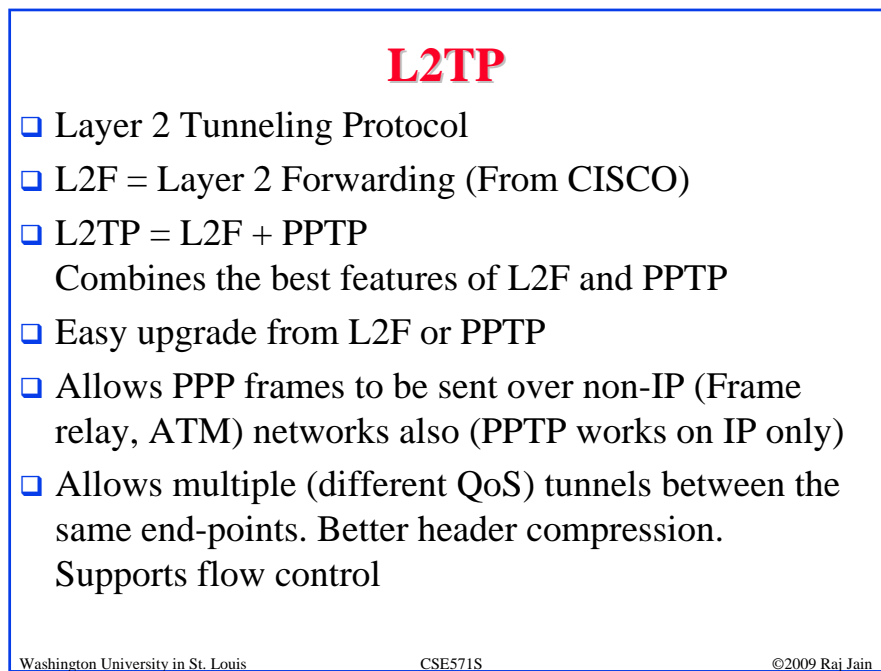 L2TP
Layer 2 Tunneling Protocol
L2F = Layer 2 Forwarding (From CISCO)
L2TP = L2F + PPTP
Combines the best features of L2F and PPTP
Easy upgrade from L2F or PPTP
Allows PPP frames to be sent over non-IP (Frame
relay, ATM) networks also (PPTP works on IP only)
Allows multiple (different QoS) tunnels between the
same end-points. Better header compression.
Supports flow control
Washington University in St. Louis CSE571S ©2009 Raj Jain